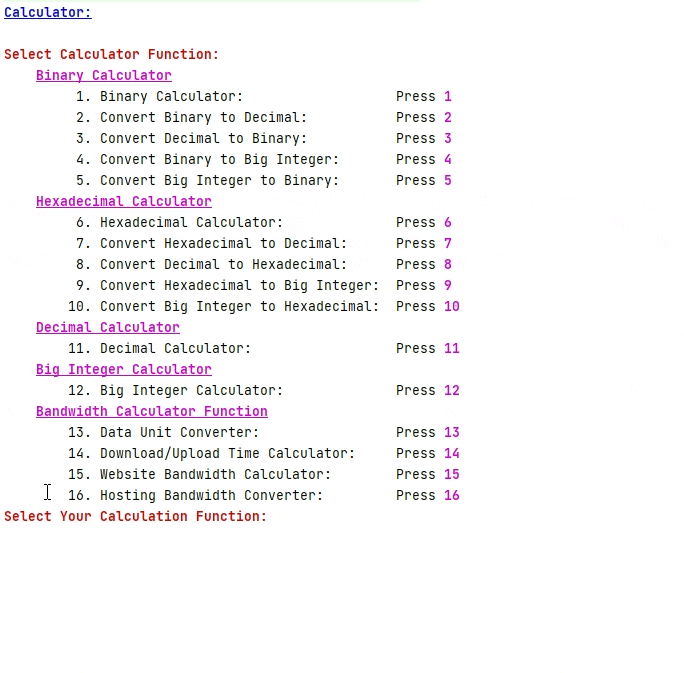 Calculator:
Select Calculator Function:
Binary Calculator
1. Binary Calculator: Press 1
2. Convert Binary to Decimal: Press 2
3. Convert Decimal to Binary: Press 3
4. Convert Binary to Big Integer: Press 4
5. Convert Big Integer to Binary: Press 5
Hexadecimal Calculator
6. Hexadecimal Calculator: Press 6
7. Convert Hexadecimal to Decimal: Press 7
8. Convert Decimal to Hexadecimal: Press 8
9. Convert Hexadecimal to Big Integer: Press 9
10. Convert Big Integer to Hexadecimal: Press 10
Decimal Calculator
11. Decimal Calculator: Press 11
Big Integer Calculator
12. Big Integer Calculator: Press 12
Bandwidth Calculator Function
13. Data Unit Converter: Press 13
14. Download/Upload Time Calculator: Press 14
15. Website Bandwidth Calculator: Press 15
16. Hosting Bandwidth Converter: Press 16
Select Your Calculation Function: